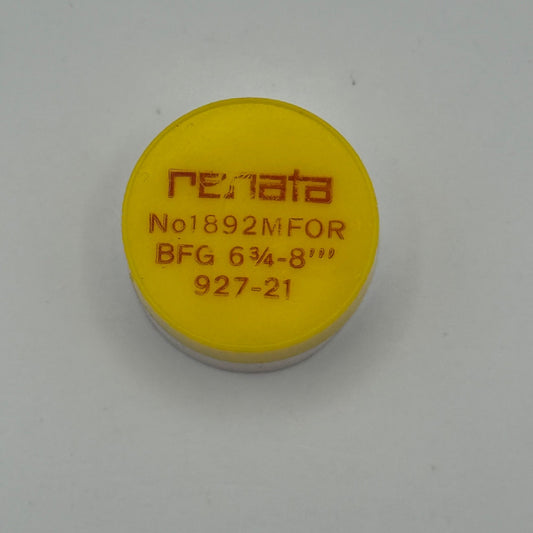 renata
No1892MFOR
BFG 6¾-8‴
927-21